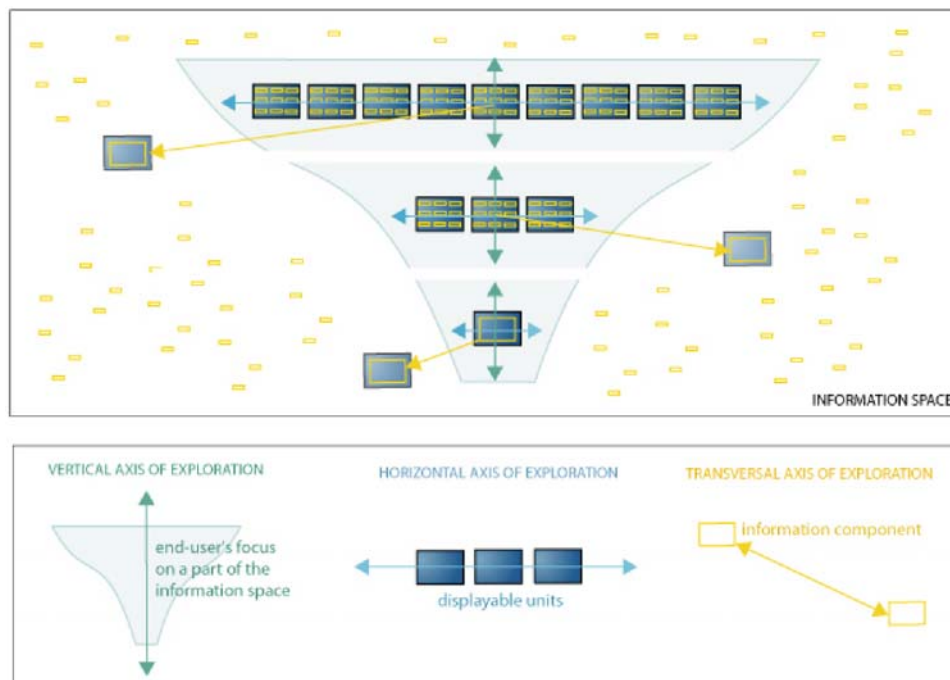 INFORMATION SPACE
VERTICAL AXIS OF EXPLORATION
HORIZONTAL AXIS OF EXPLORATION
TRANSVERSAL AXIS OF EXPLORATION
end-user's focus
on a part of the
information space
displayable units
information component